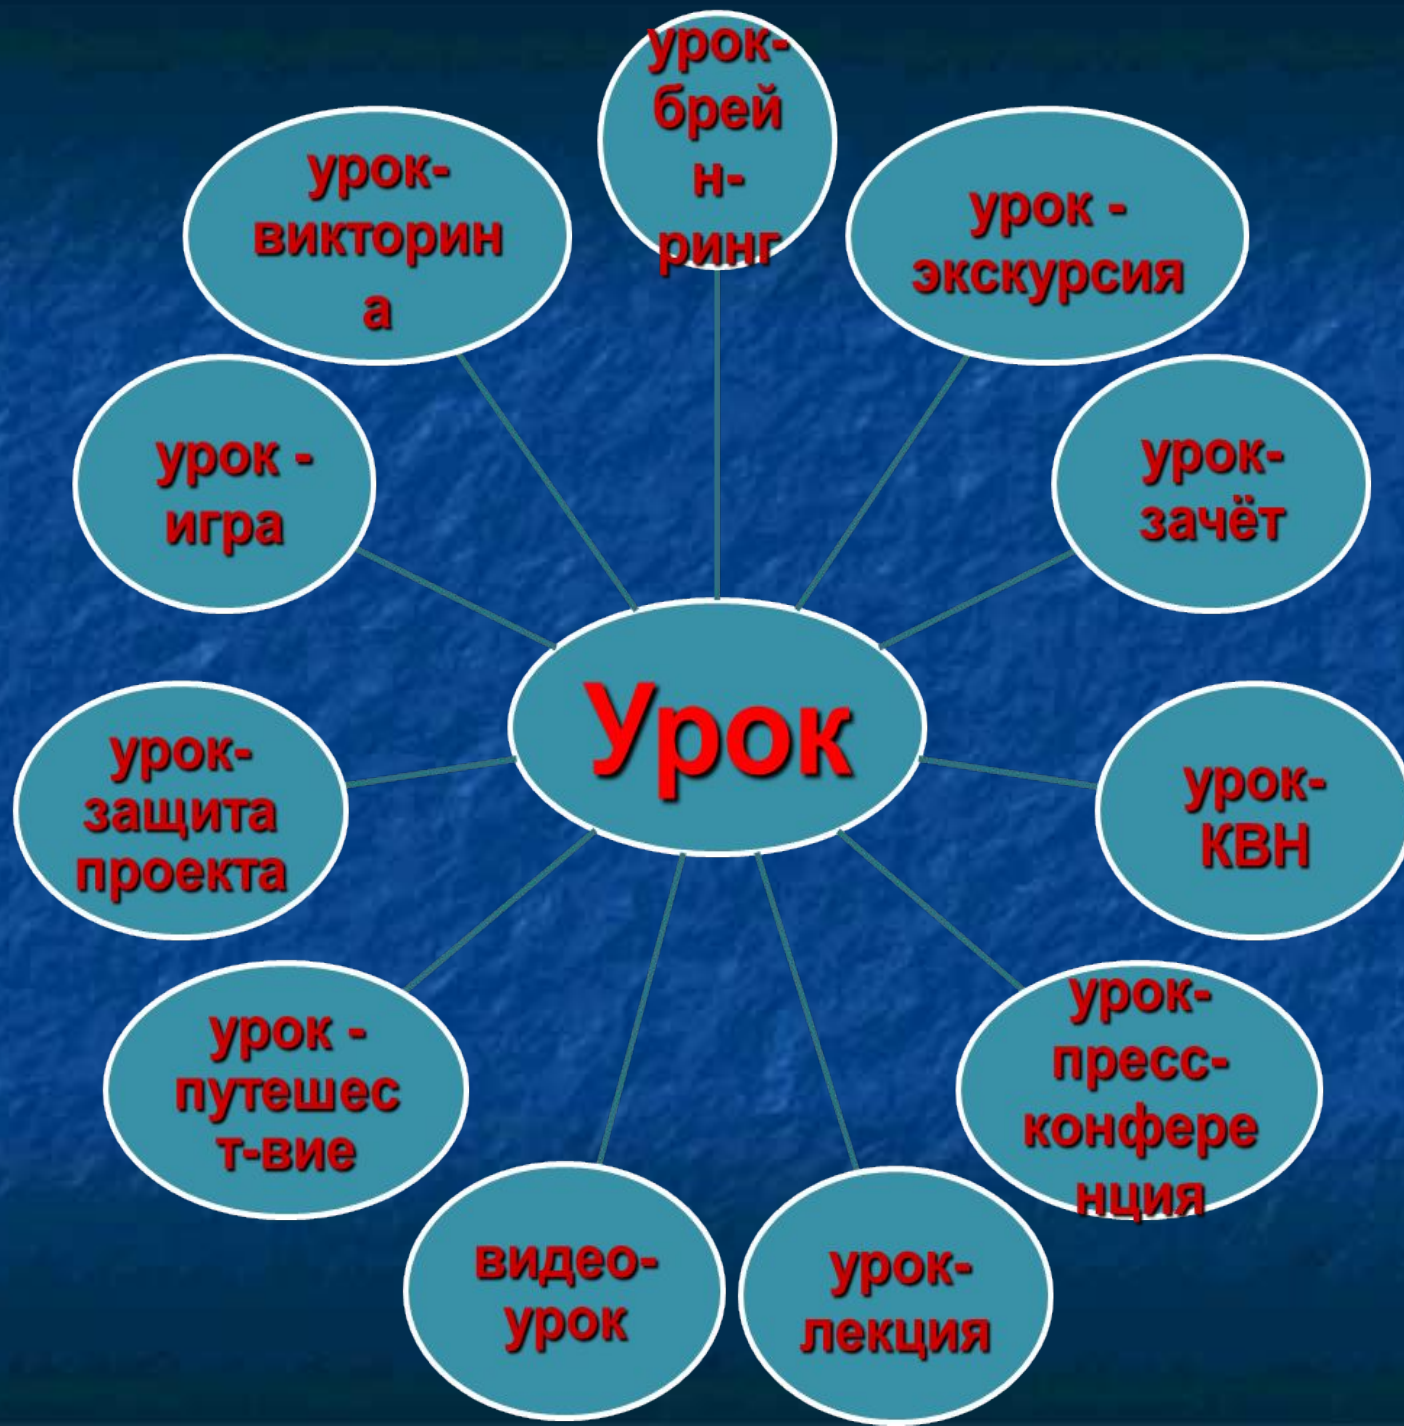 урок-
брей
н-
ринг
урок -
экскурсия
урок-
зачёт
урок-
КВН
урок-
пресс-
конфере
нция
урок-
лекция
видео-
урок
урок -
путешес
т-вие
урок-
защита
проекта
урок -
игра
урок-
викторин
а
Урок